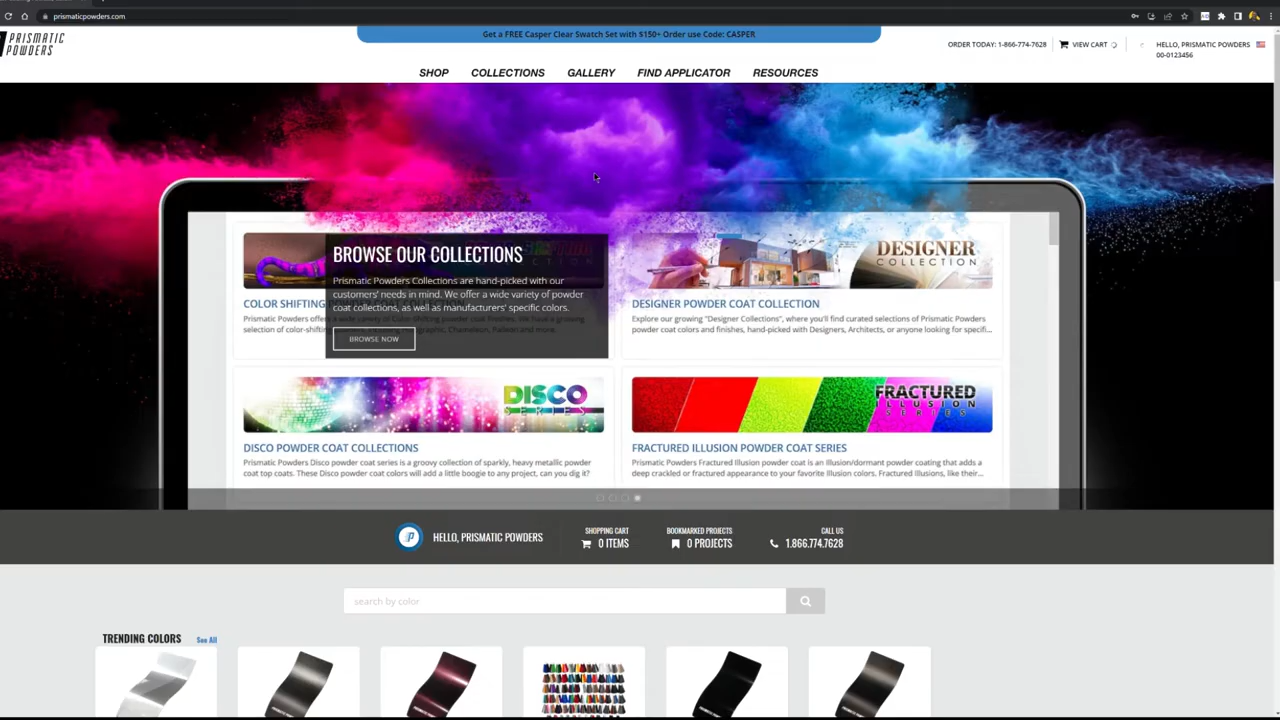 prismaticpowders.com
PRISMATIC
POWDERS
Get a FREE Casper Clear Swatch Set with $150+ Order use Code: CASPER
ORDER TODAY: 1-866-774-7628
VIEW CART
HELLO, PRISMATIC POWDERS
00-0123456
SHOP
COLLECTIONS
GALLERY
FIND APPLICATOR
RESOURCES
BROWSE OUR COLLECTIONS
Prismatic Powders Collections are hand-picked with our
customers' needs in mind. We offer a wide variety of powder
coat collections, as well as manufacturers' specific colors.
BROWSE NOW
COLOR SHIFTING
Prismatic Powders
selection of color-shifting
DESIGNER
COLLECTION
DESIGNER POWDER COAT COLLECTION
Explore our growing "Designer Collections", where you'll find curated selections of Prismatic
powder coat colors and finishes, hand-picked with Designers, Architects, or anyone looking for specifi...
DISCO
SERIES
DISCO POWDER COAT COLLECTIONS
Prismatic Powders Disco powder coat series is a groovy collection of sparkly, heavy metallic powder
coat top coats. These Disco powder coat colors will add a little boogie to any project, can you dig it?
FRACTURED
ILLUSION
SERIES
FRACTURED ILLUSION POWDER COAT SERIES
Prismatic Powders Fractured Illusion powder coat is an Illusion/dormant powder coating that adds a
deep crackled or fractured appearance to your favorite Illusion colors. Fractured Illusions, like their...
HELLO, PRISMATIC POWDERS
SHOPPING CART
0 ITEMS
BOOKMARKED PROJECTS
0 PROJECTS
CALL US
1.866.774.7628
search by color
TRENDING COLORS
See All